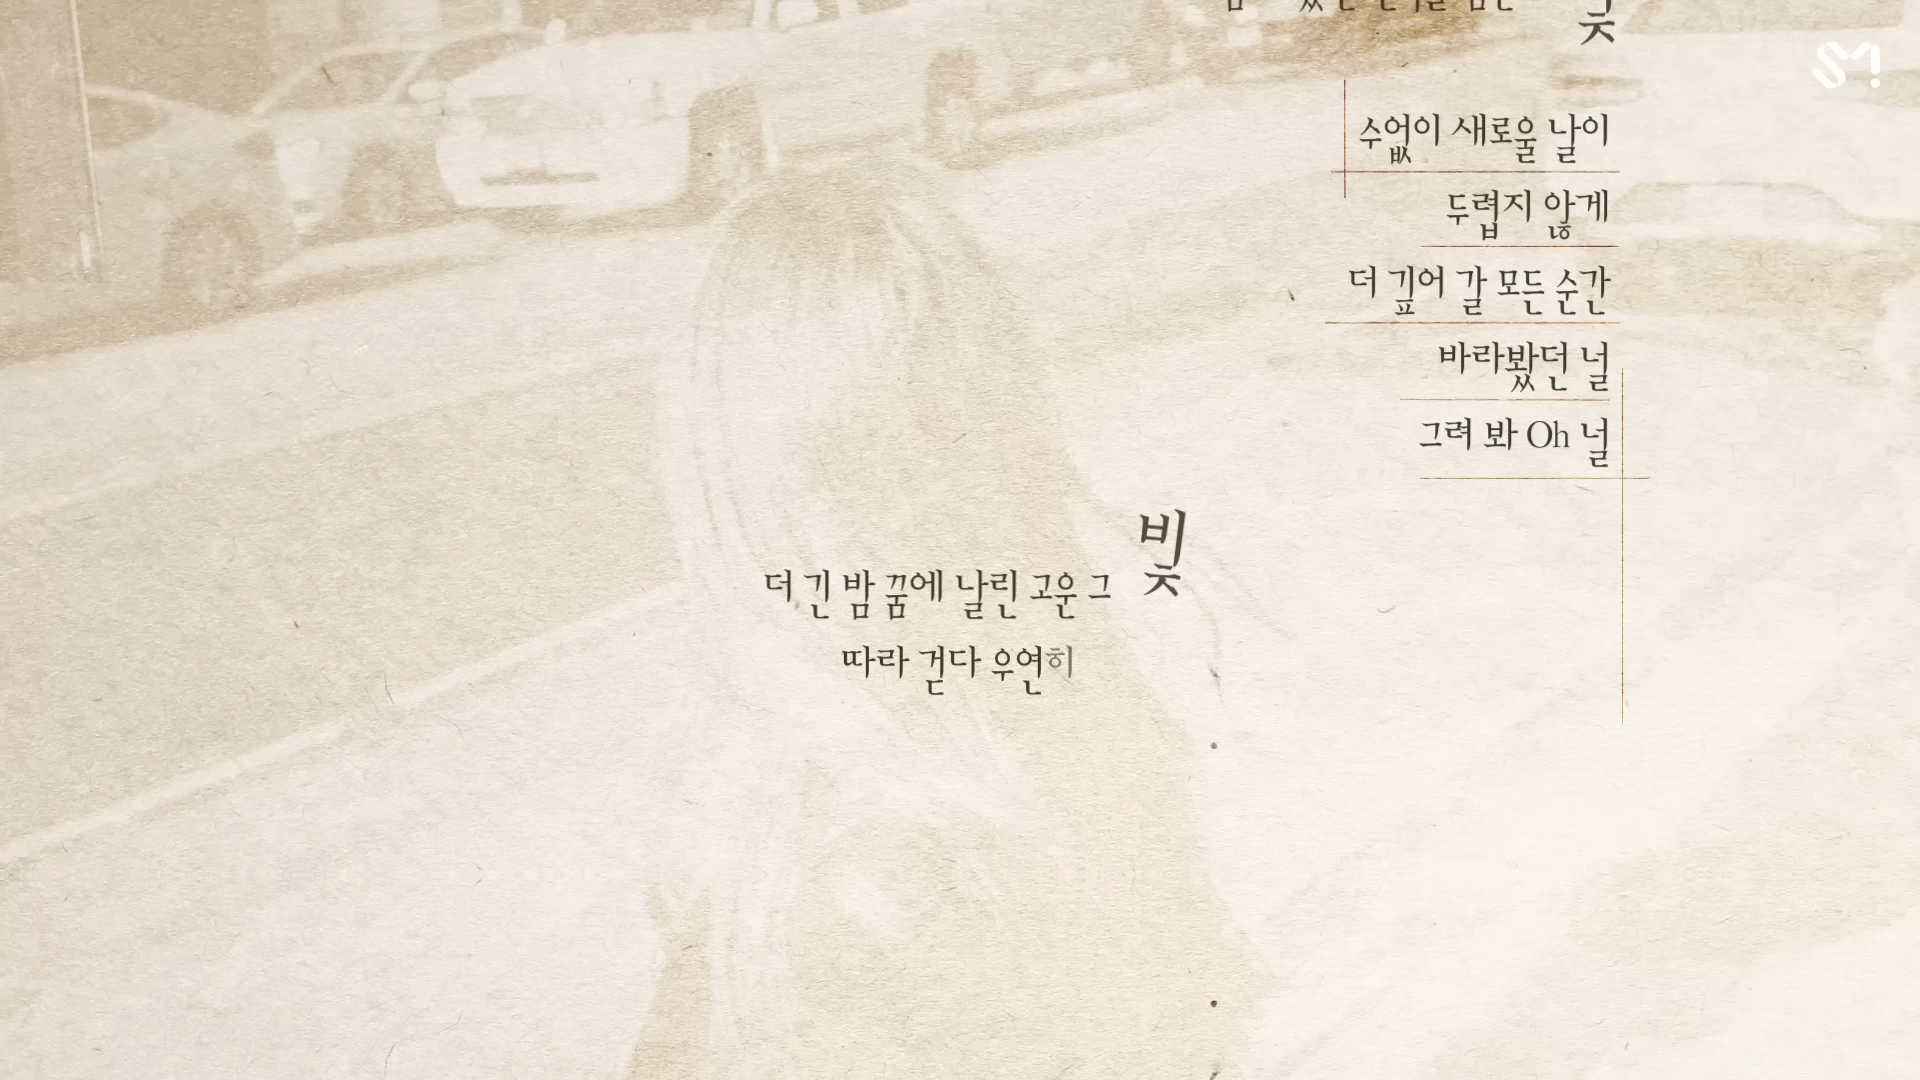 빛
수없이 새로울 날이
두렵지 않게
더 깊어 갈 모든 순간
바라봤던 널
그려 봐 Oh 널
더 긴 밤 꿈에 날린 고운 그 빛
따라 걷다 우연히